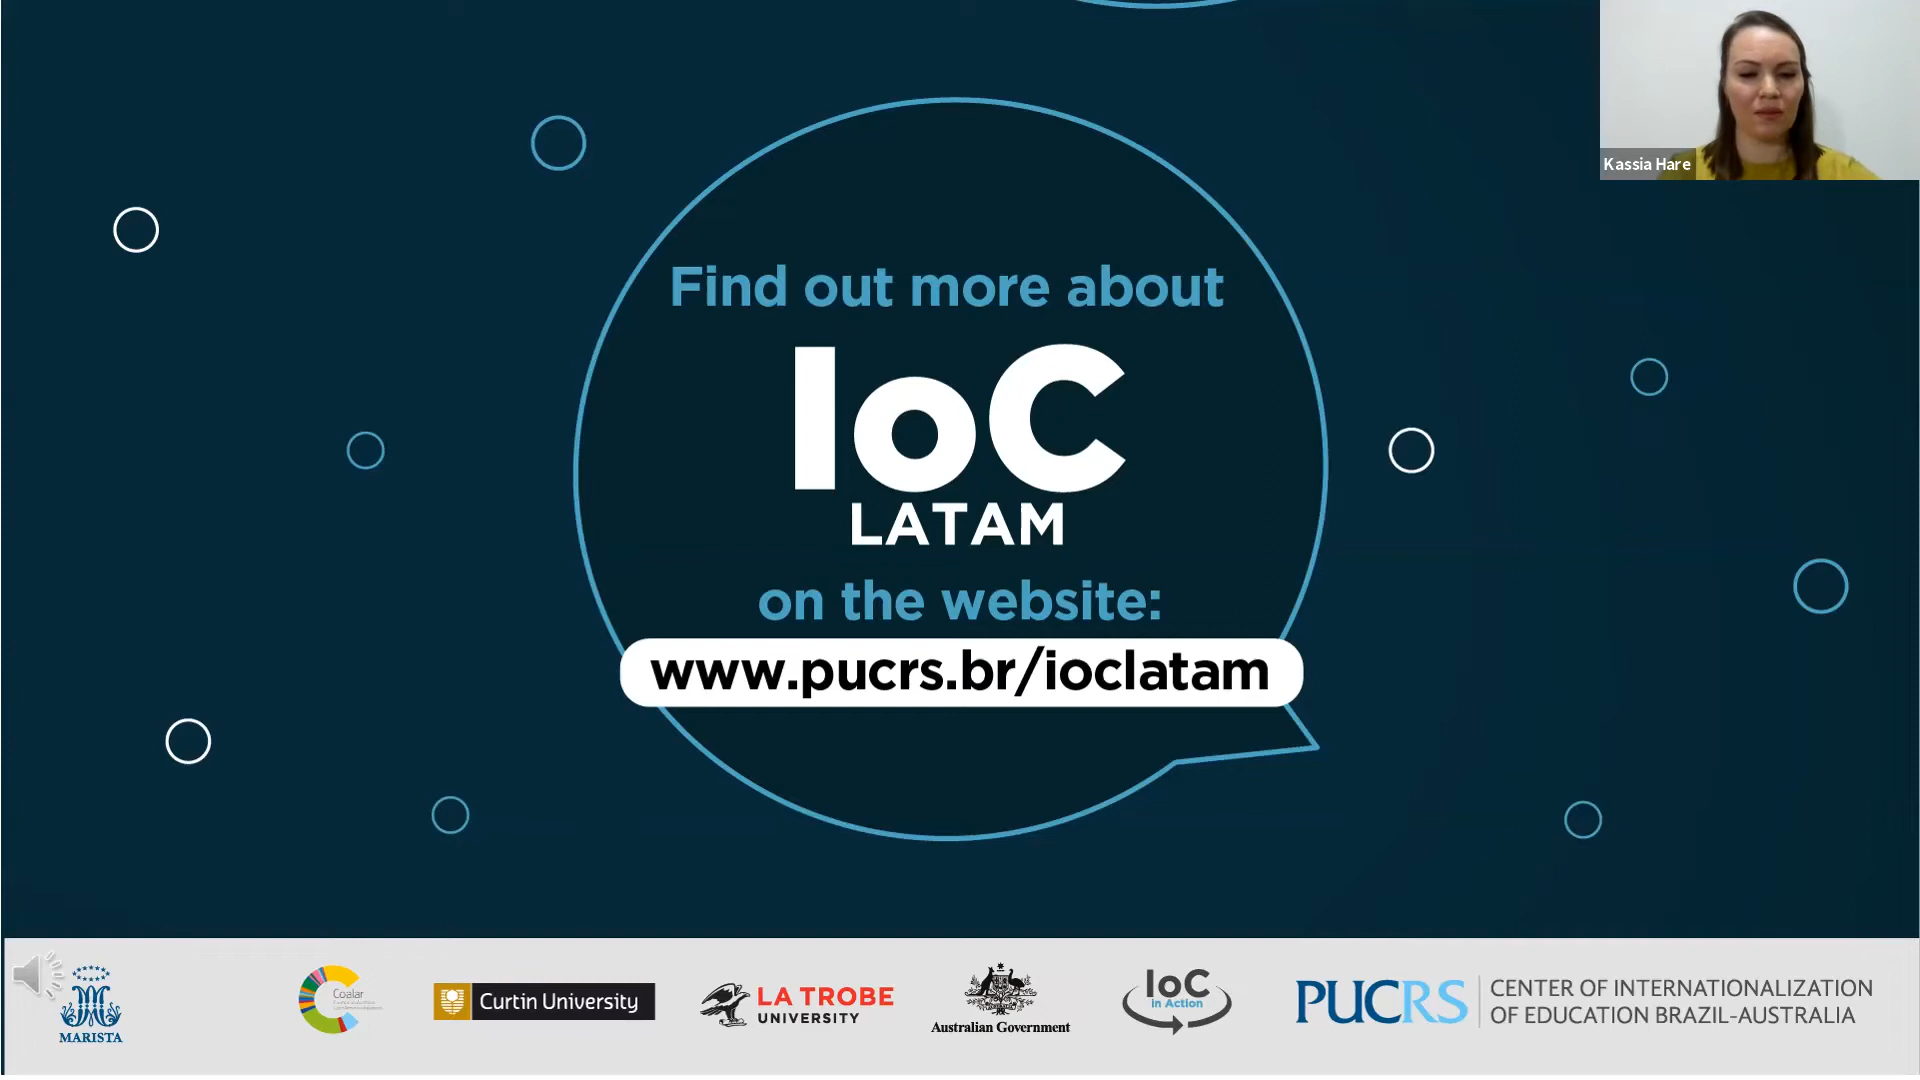 Kassia Hare
Find out more about
IoC
LATAM
on the website:
www.pucrs.br/ioclatam
MARISTA
Coalar
Curtin University
LA TROBE
UNIVERSITY
Australian Government
IoC
in Action
PUCRS
CENTER OF INTERNATIONALIZATION
OF EDUCATION BRAZIL-AUSTRALIA